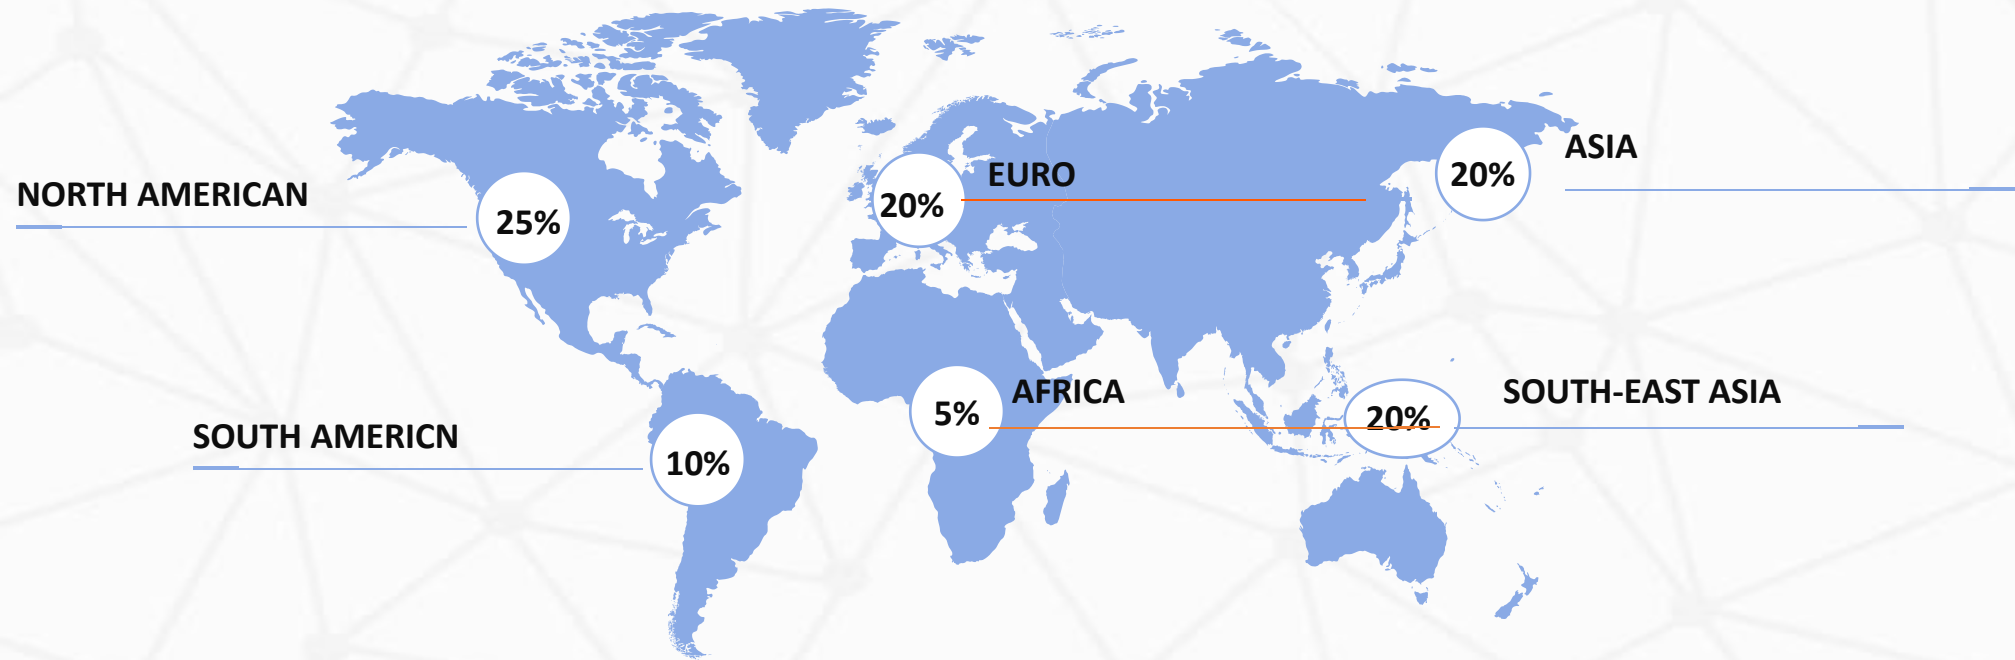 ASIA
EURO
20%
20%
NORTH AMERICAN
25%
AFRICA
SOUTH-EAST ASIA
5%
20%
SOUTH AMERICN
10%